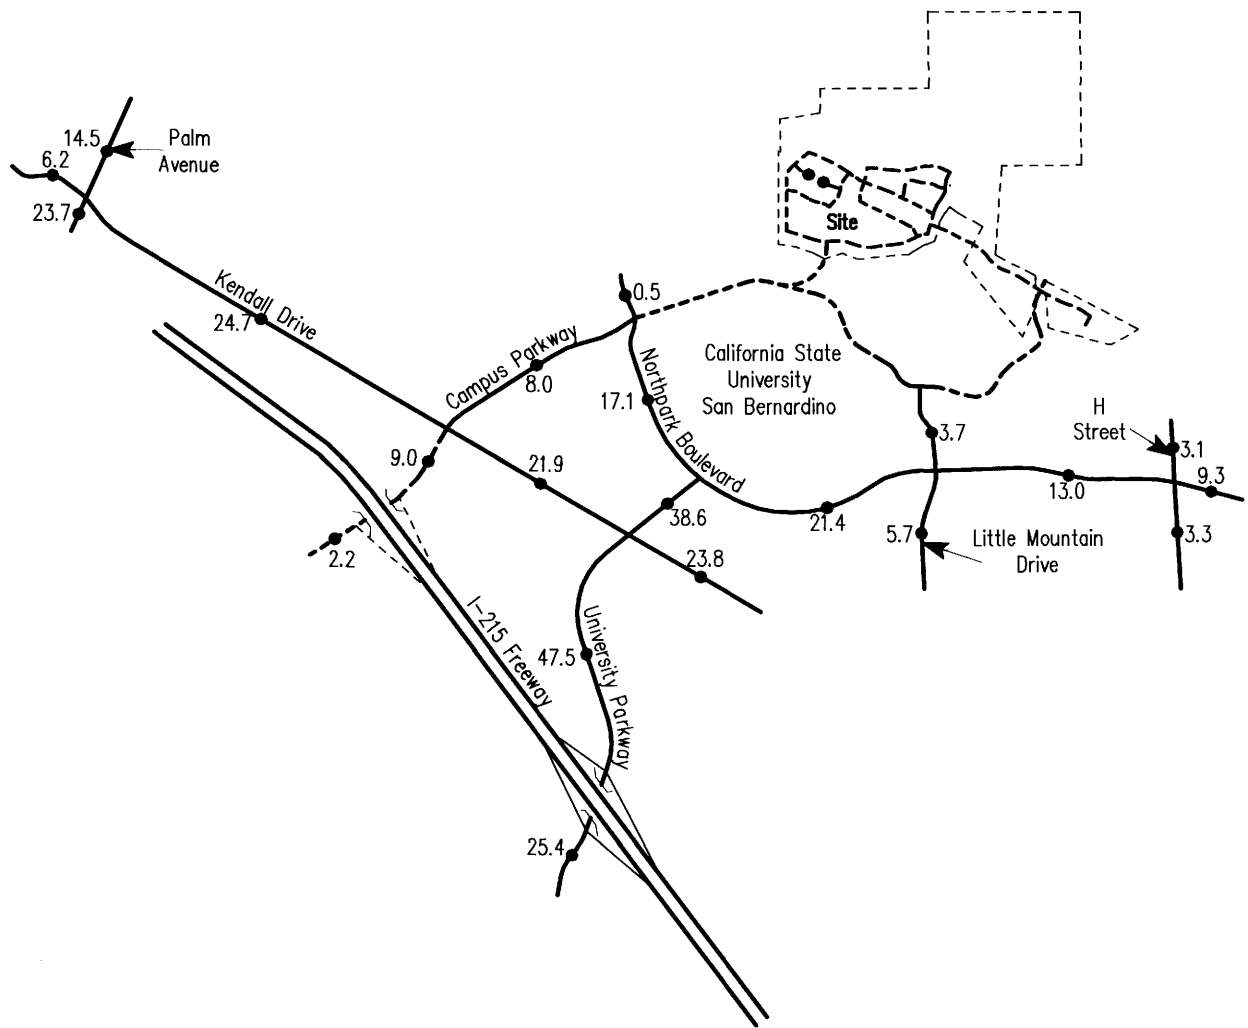 14.5
Palm
Avenue
6.2
23.7
Kendall Drive
24.7
Site
0.5
Campus Parkway
8.0
Northpark Boulevard
17.1
California State
University
San Bernardino
H
Street
3.1
9.3
3.7
13.0
9.0
21.9
38.6
21.4
5.7
Little Mountain
Drive
3.3
2.2
23.8
I-215 Freeway
University Parkway
47.5
25.4